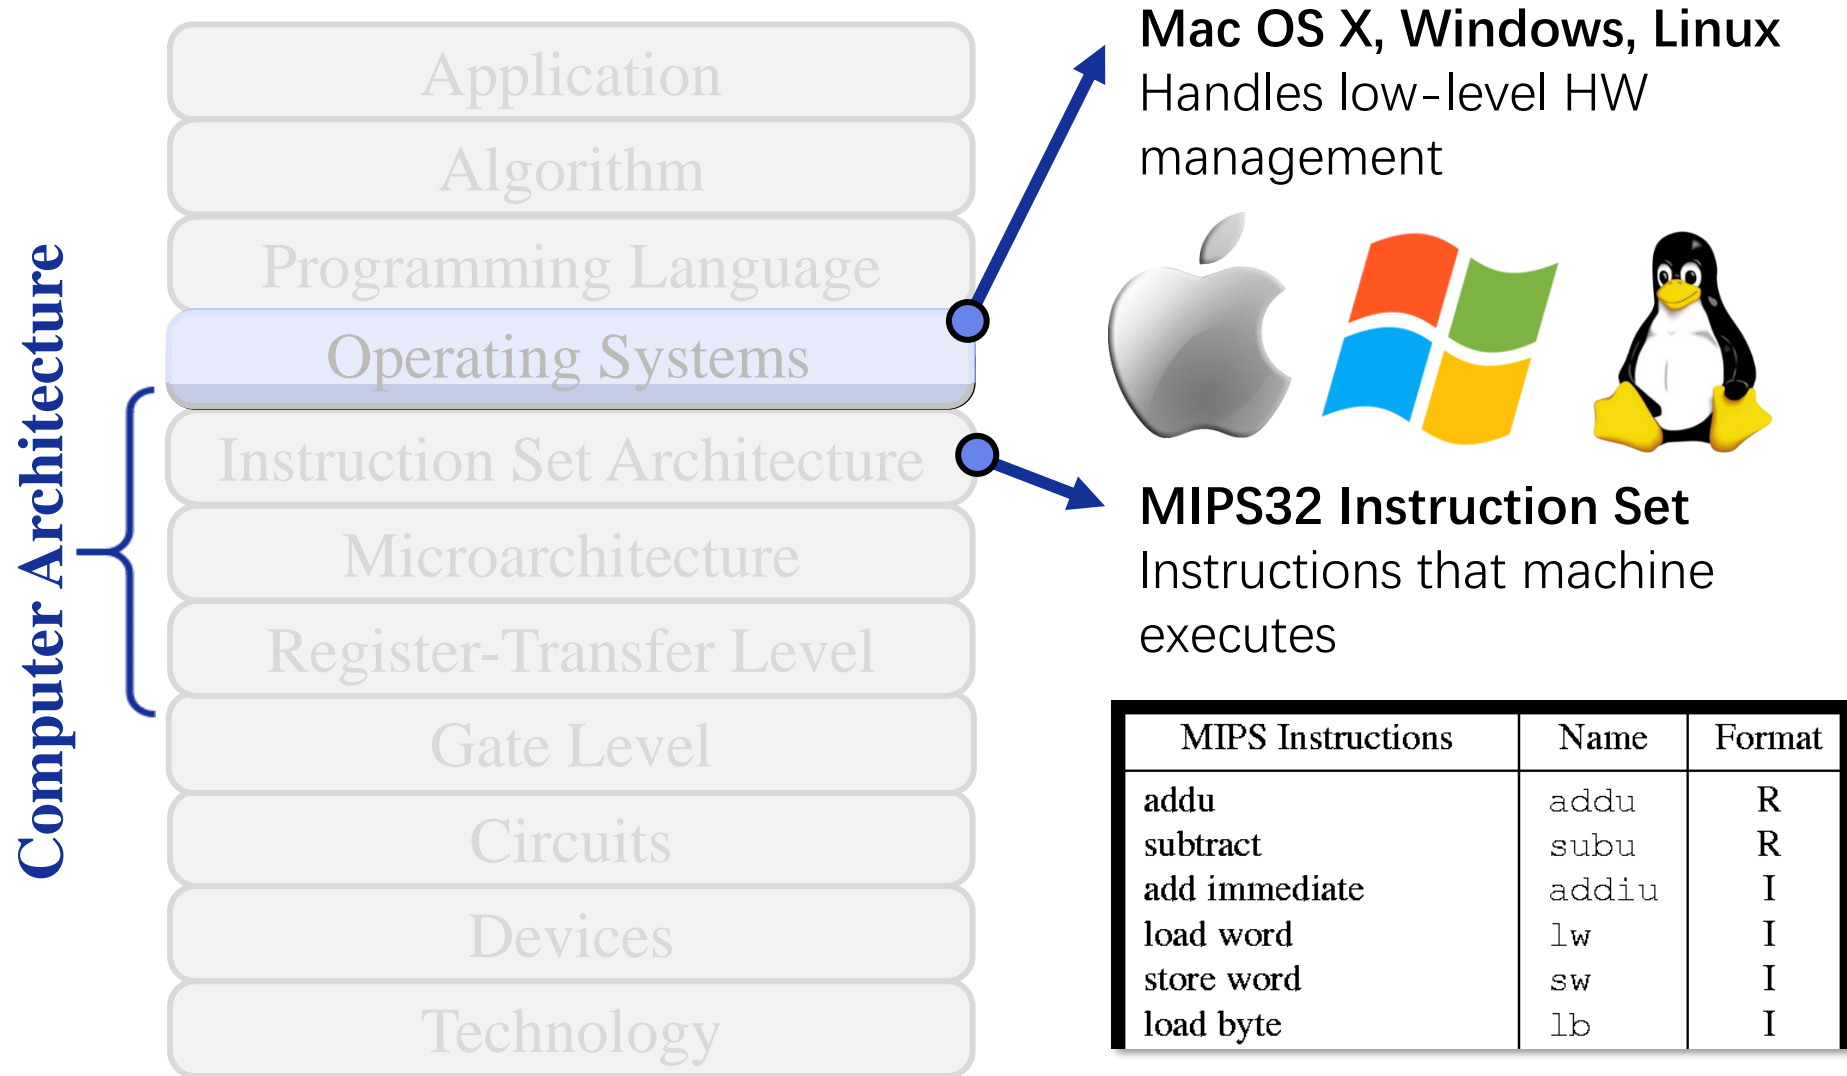 Computer Architecture
Application
Algorithm
Programming Language
Operating Systems
Instruction Set Architecture
Microarchitecture
Register-Transfer Level
Gate Level
Circuits
Devices
Technology
Mac OS X, Windows, Linux
Handles low-level HW
management
MIPS32 Instruction Set
Instructions that machine
executes
MIPS Instructions Name Format
addu addu R
subtract subu R
add immediate addiu I
load word lw I
store word sw I
load byte lb I